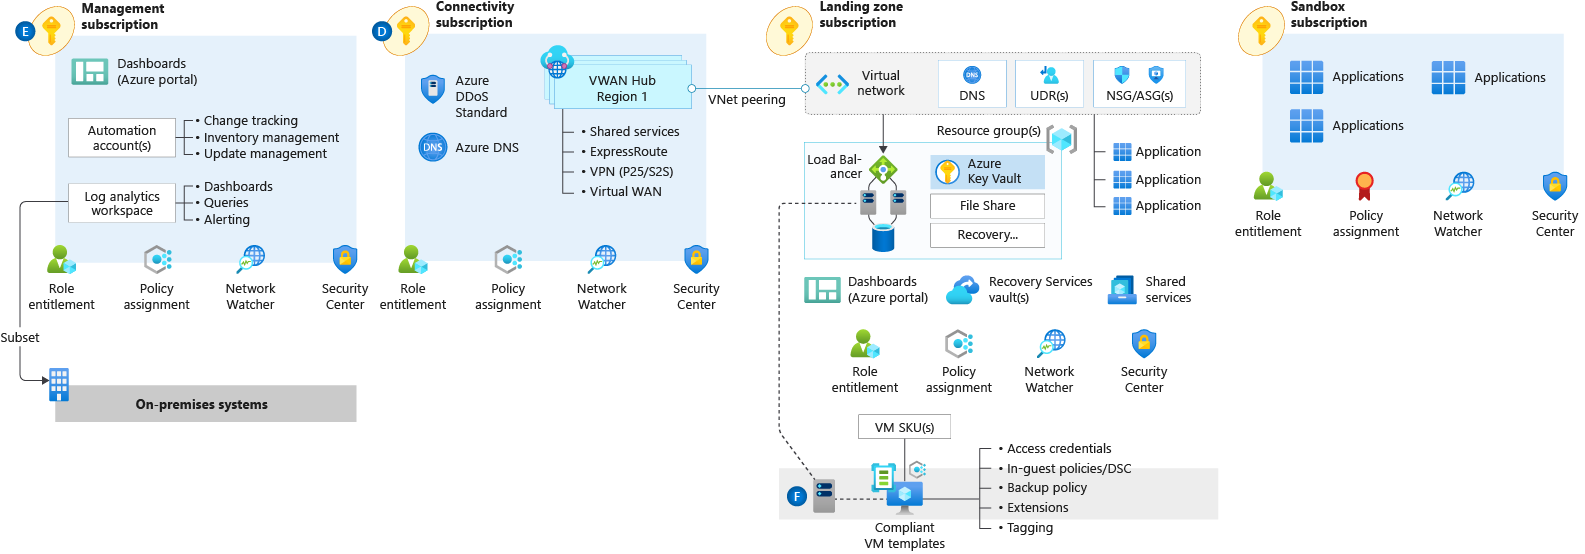 E
Management
subscription
Dashboards
(Azure portal)
Automation
account(s)
• Change tracking
• Inventory management
• Update management
Log analytics
workspace
• Dashboards
• Queries
• Alerting
Role
entitlement
Policy
assignment
Network
Watcher
Security
Center
Subset
On-premises systems
D
Connectivity
subscription
Azure
DDoS
Standard
DNS
Azure DNS
VWAN Hub
Region 1
• Shared services
• ExpressRoute
• VPN (P25/S2S)
• Virtual WAN
Role
entitlement
Policy
assignment
Network
Watcher
Security
Center
VNet peering
Landing zone
subscription
Virtual
network
DNS
DNS
UDR(s)
NSG/ASG(s)
Resource group(s)
Load Bal-
ancer
Azure
Key Vault
File Share
Recovery...
Application
Application
Application
Dashboards
(Azure portal)
Recovery Services
vault(s)
Shared
services
Role
entitlement
Policy
assignment
Network
Watcher
Security
Center
VM SKU(s)
F
Compliant
VM templates
• Access credentials
• In-guest policies/DSC
• Backup policy
• Extensions
• Tagging
Sandbox
subscription
Applications
Applications
Applications
Role
entitlement
Policy
assignment
Network
Watcher
Security
Center